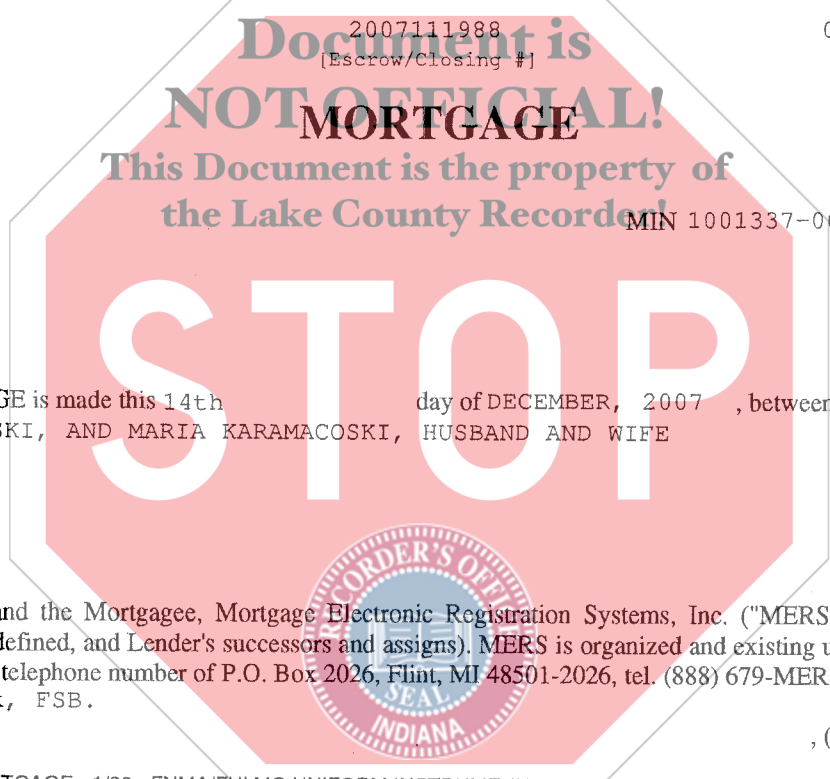 2007111988
[Escrow/Closing #]
Document is
NOT OFFICIAL!
MORTGAGE
This Document is the property of
the Lake County Recorder!
MIN 1001337-00
STOP
GE is made this 14th day of DECEMBER, 2007 , between
SKI, AND MARIA KARAMACOSKI, HUSBAND AND WIFE
RECORDER'S OFFICE
and the Mortgagee, Mortgage Electronic Registration Systems, Inc. ("MERS"
defined, and Lender's successors and assigns). MERS is organized and existing u
telephone number of P.O. Box 2026, Flint, MI 48501-2026, tel. (888) 679-MER
, FSB.
SEAL
INDIANA
, (